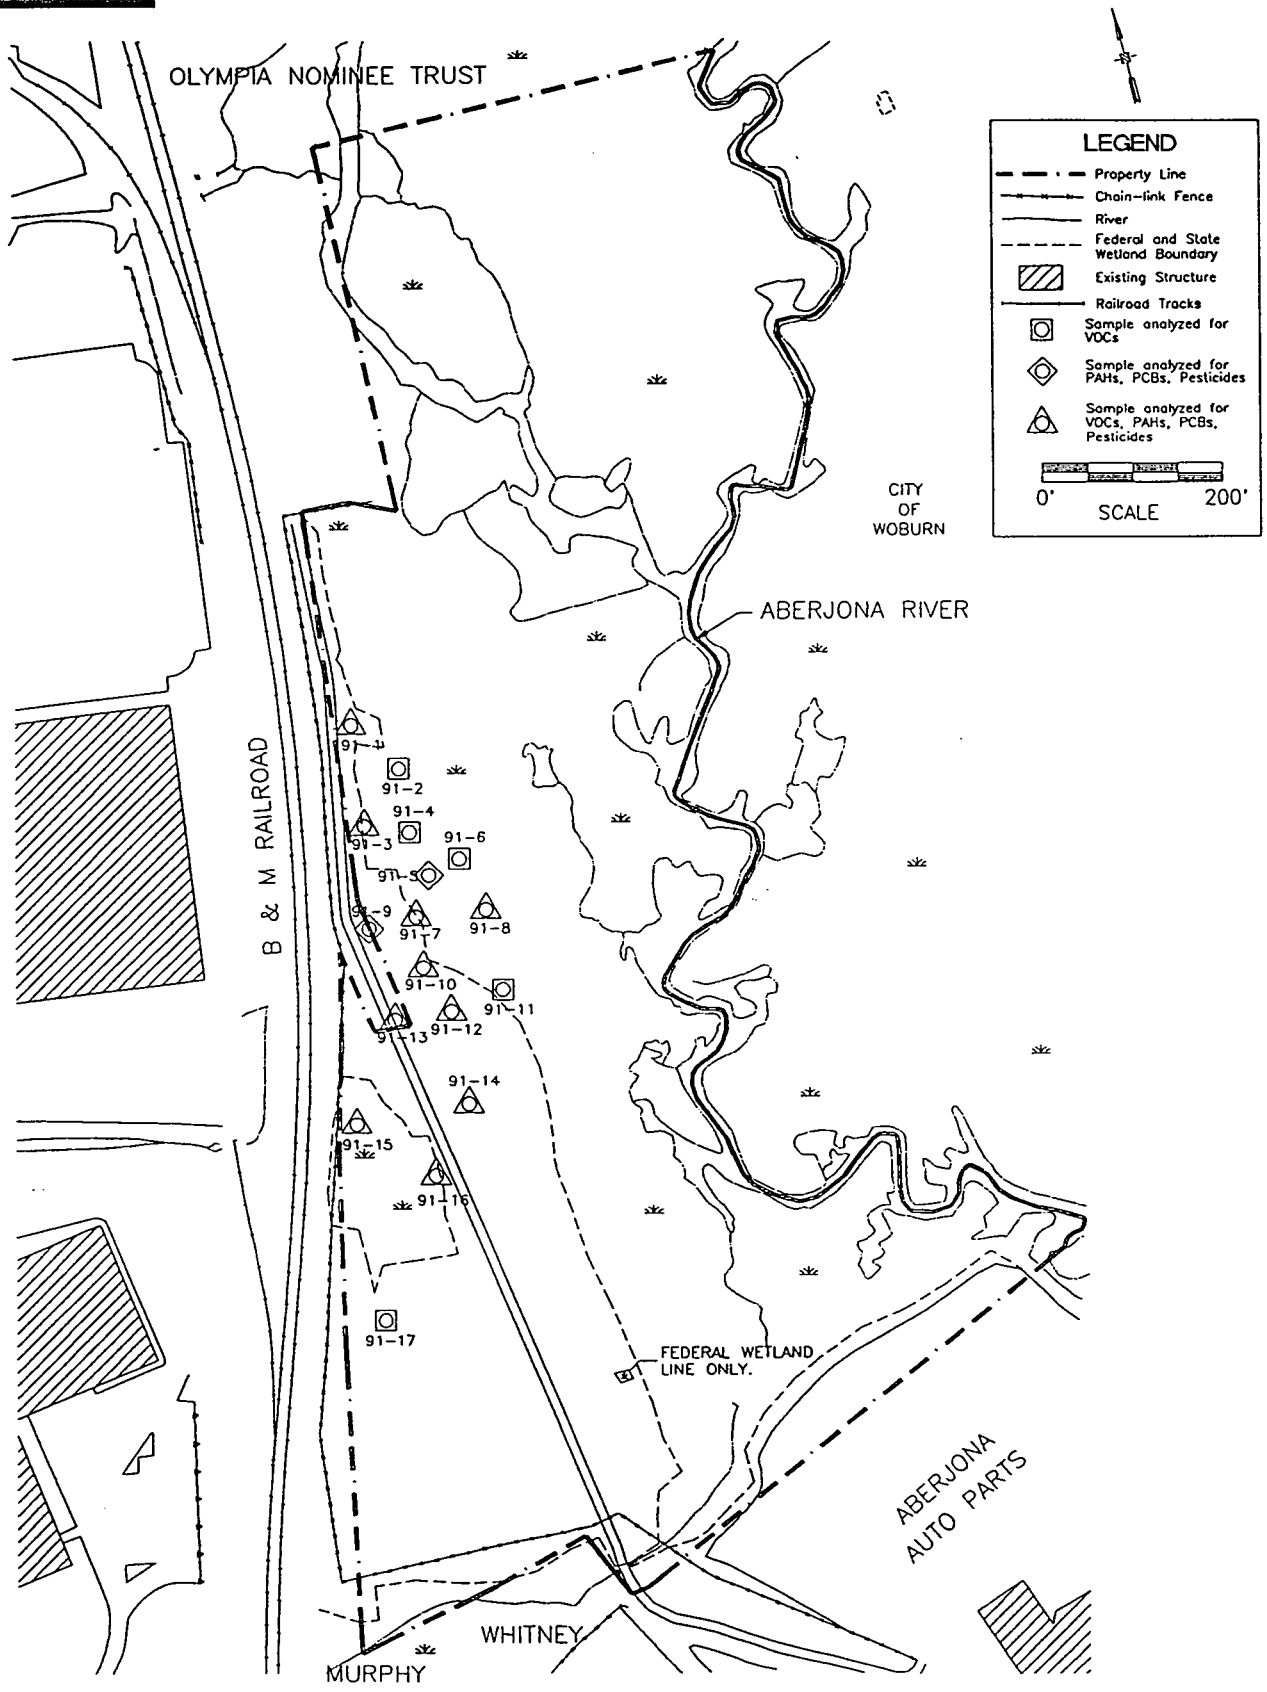 OLYMPIA NOMINEE TRUST
N
LEGEND
Property Line
Chain-link Fence
River
Federal and State
Wetland Boundary
Existing Structure
Railroad Tracks
Sample analyzed for
VOCs
Sample analyzed for
PAHs, PCBs, Pesticides
Sample analyzed for
VOCs, PAHs, PCBs,
Pesticides
0' 200'
SCALE
CITY
OF
WOBURN
ABERJONA RIVER
B & M RAILROAD
91-1
91-2
91-4
91-3
91-6
91-5
91-9
91-7
91-8
91-10
91-11
91-12
91-13
91-14
91-15
91-16
91-17
FEDERAL WETLAND
LINE ONLY.
ABERJONA
AUTO PARTS
WHITNEY
MURPHY